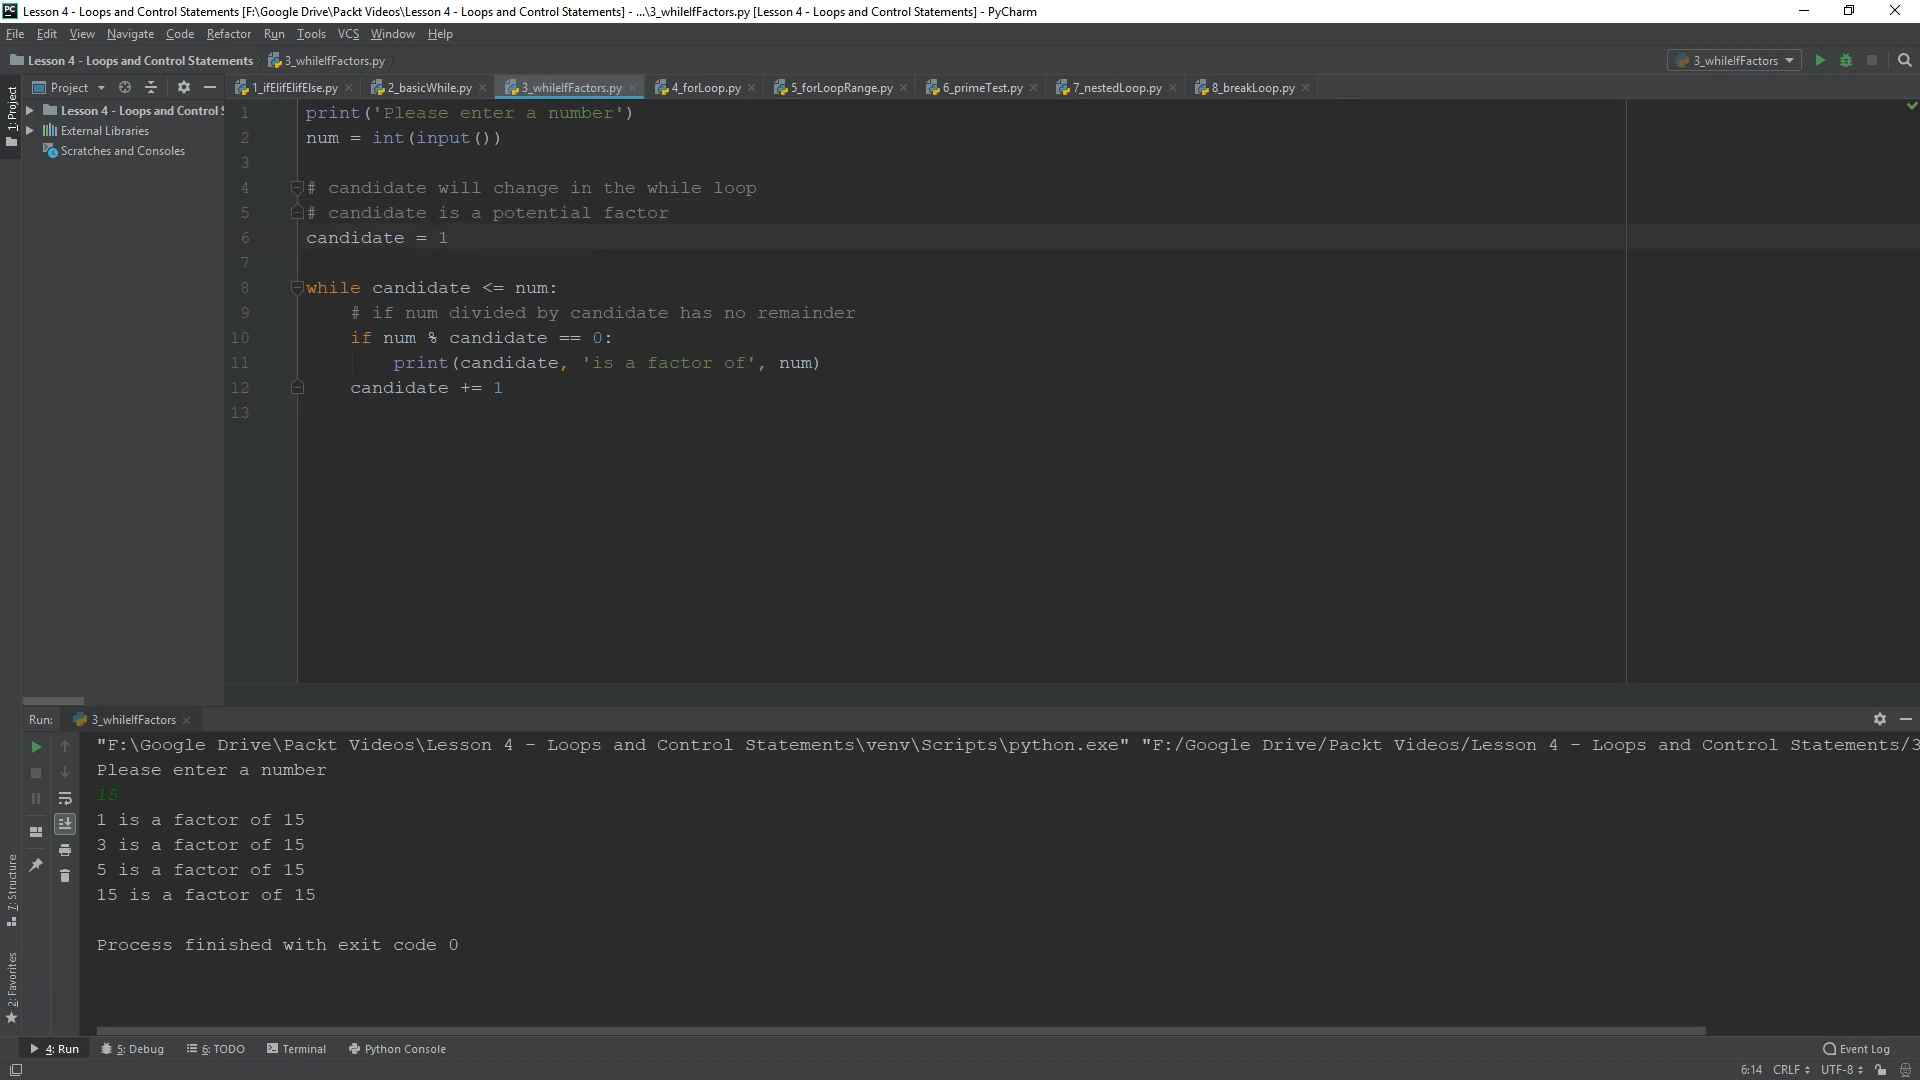 Lesson 4 - Loops and Control Statements [F:\Google Drive\Packt Videos\Lesson 4 - Loops and Control Statements] - ...\3_whileIfFactors.py [Lesson 4 - Loops and Control Statements] - PyCharm
File Edit View Navigate Code Refactor Run Tools VCS Window Help
Lesson 4 - Loops and Control Statements 3_whileIfFactors.py 3_whileIfFactors
Project 1_ifElifElifElse.py 2_basicWhile.py 3_whileIfFactors.py 4_forLoop.py 5_forLoopRange.py 6_primeTest.py 7_nestedLoop.py 8_breakLoop.py
1: Project
Lesson 4 - Loops and Control S
External Libraries
Scratches and Consoles
1 print('Please enter a number')
2 num = int(input())
3
4 # candidate will change in the while loop
5 # candidate is a potential factor
6 candidate = 1
7
8 while candidate <= num:
9 # if num divided by candidate has no remainder
10 if num % candidate == 0:
11 print(candidate, 'is a factor of', num)
12 candidate += 1
13
Run: 3_whileIfFactors
"F:\Google Drive\Packt Videos\Lesson 4 - Loops and Control Statements\venv\Scripts\python.exe" "F:/Google Drive/Packt Videos/Lesson 4 - Loops and Control Statements/3
Please enter a number
15
1 is a factor of 15
3 is a factor of 15
5 is a factor of 15
15 is a factor of 15
Process finished with exit code 0
7: Structure
2: Favorites
4: Run 5: Debug 6: TODO Terminal Python Console Event Log
6:14 CRLF UTF-8